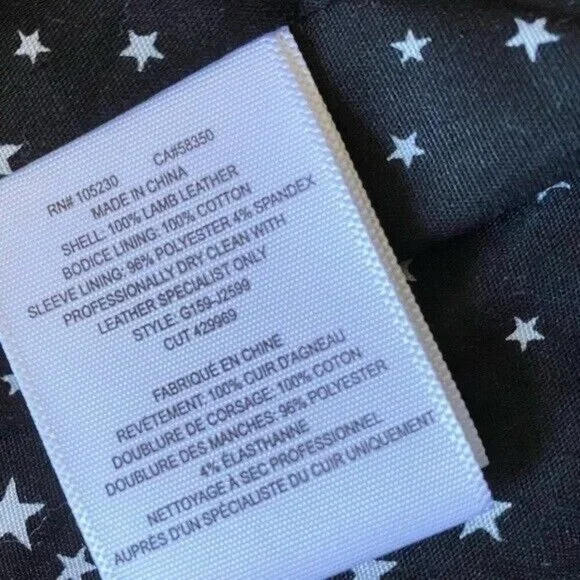 RN# 105230 CA#58350
MADE IN CHINA
SHELL: 100% LAMB LEATHER
BODICE LINING: 100% COTTON
SLEEVE LINING: 96% POLYESTER 4% SPANDEX
PROFESSIONALLY DRY CLEAN WITH
LEATHER SPECIALIST ONLY
STYLE: G159-J2599
CUT 429969
FABRIQUÉ EN CHINE
REVETEMENT: 100% CUIR D'AGNEAU
DOUBLURE DE CORSAGE: 100% COTON
DOUBLURE DES MANCHES: 96% POLYESTER
4% ÉLASTHANNE
NETTOYAGE À SEC PROFESSIONNEL
AUPRÈS D'UN SPÉCIALISTE DU CUIR UNIQUEMENT